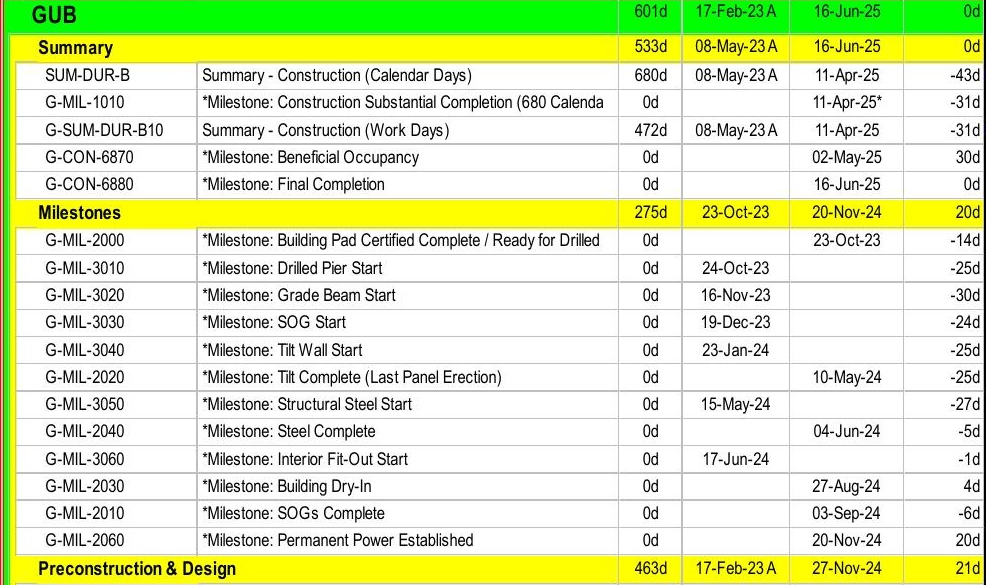 GUB 601d 17-Feb-23 A 16-Jun-25 0d
Summary 533d 08-May-23 A 16-Jun-25 0d
SUM-DUR-B Summary - Construction (Calendar Days) 680d 08-May-23 A 11-Apr-25 -43d
G-MIL-1010 *Milestone: Construction Substantial Completion (680 Calenda 0d 11-Apr-25* -31d
G-SUM-DUR-B10 Summary - Construction (Work Days) 472d 08-May-23 A 11-Apr-25 -31d
G-CON-6870 *Milestone: Beneficial Occupancy 0d 02-May-25 30d
G-CON-6880 *Milestone: Final Completion 0d 16-Jun-25 0d
Milestones 275d 23-Oct-23 20-Nov-24 20d
G-MIL-2000 *Milestone: Building Pad Certified Complete / Ready for Drilled 0d 23-Oct-23 -14d
G-MIL-3010 *Milestone: Drilled Pier Start 0d 24-Oct-23 -25d
G-MIL-3020 *Milestone: Grade Beam Start 0d 16-Nov-23 -30d
G-MIL-3030 *Milestone: SOG Start 0d 19-Dec-23 -24d
G-MIL-3040 *Milestone: Tilt Wall Start 0d 23-Jan-24 -25d
G-MIL-2020 *Milestone: Tilt Complete (Last Panel Erection) 0d 10-May-24 -25d
G-MIL-3050 *Milestone: Structural Steel Start 0d 15-May-24 -27d
G-MIL-2040 *Milestone: Steel Complete 0d 04-Jun-24 -5d
G-MIL-3060 *Milestone: Interior Fit-Out Start 0d 17-Jun-24 -1d
G-MIL-2030 *Milestone: Building Dry-In 0d 27-Aug-24 4d
G-MIL-2010 *Milestone: SOGs Complete 0d 03-Sep-24 -6d
G-MIL-2060 *Milestone: Permanent Power Established 0d 20-Nov-24 20d
Preconstruction & Design 463d 17-Feb-23 A 27-Nov-24 21d